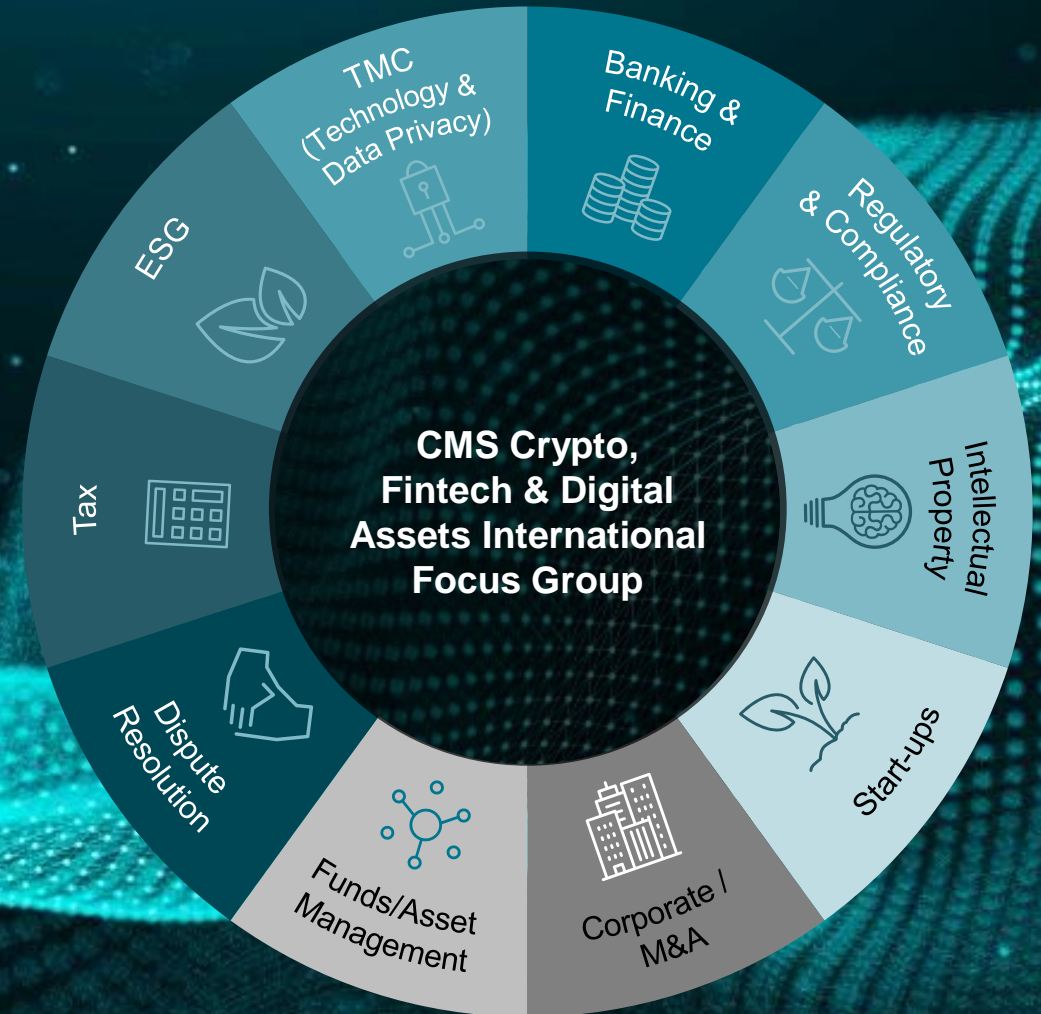 TMC
(Technology &
Data Privacy)
Banking &
Finance
Regulatory
& Compliance
Intellectual
Property
Start-ups
Corporate /
M&A
Funds/Asset
Management
Dispute
Resolution
Tax
ESG
CMS Crypto,
Fintech & Digital
Assets International
Focus Group